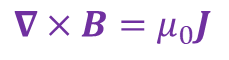 ∇ × B = μ₀J